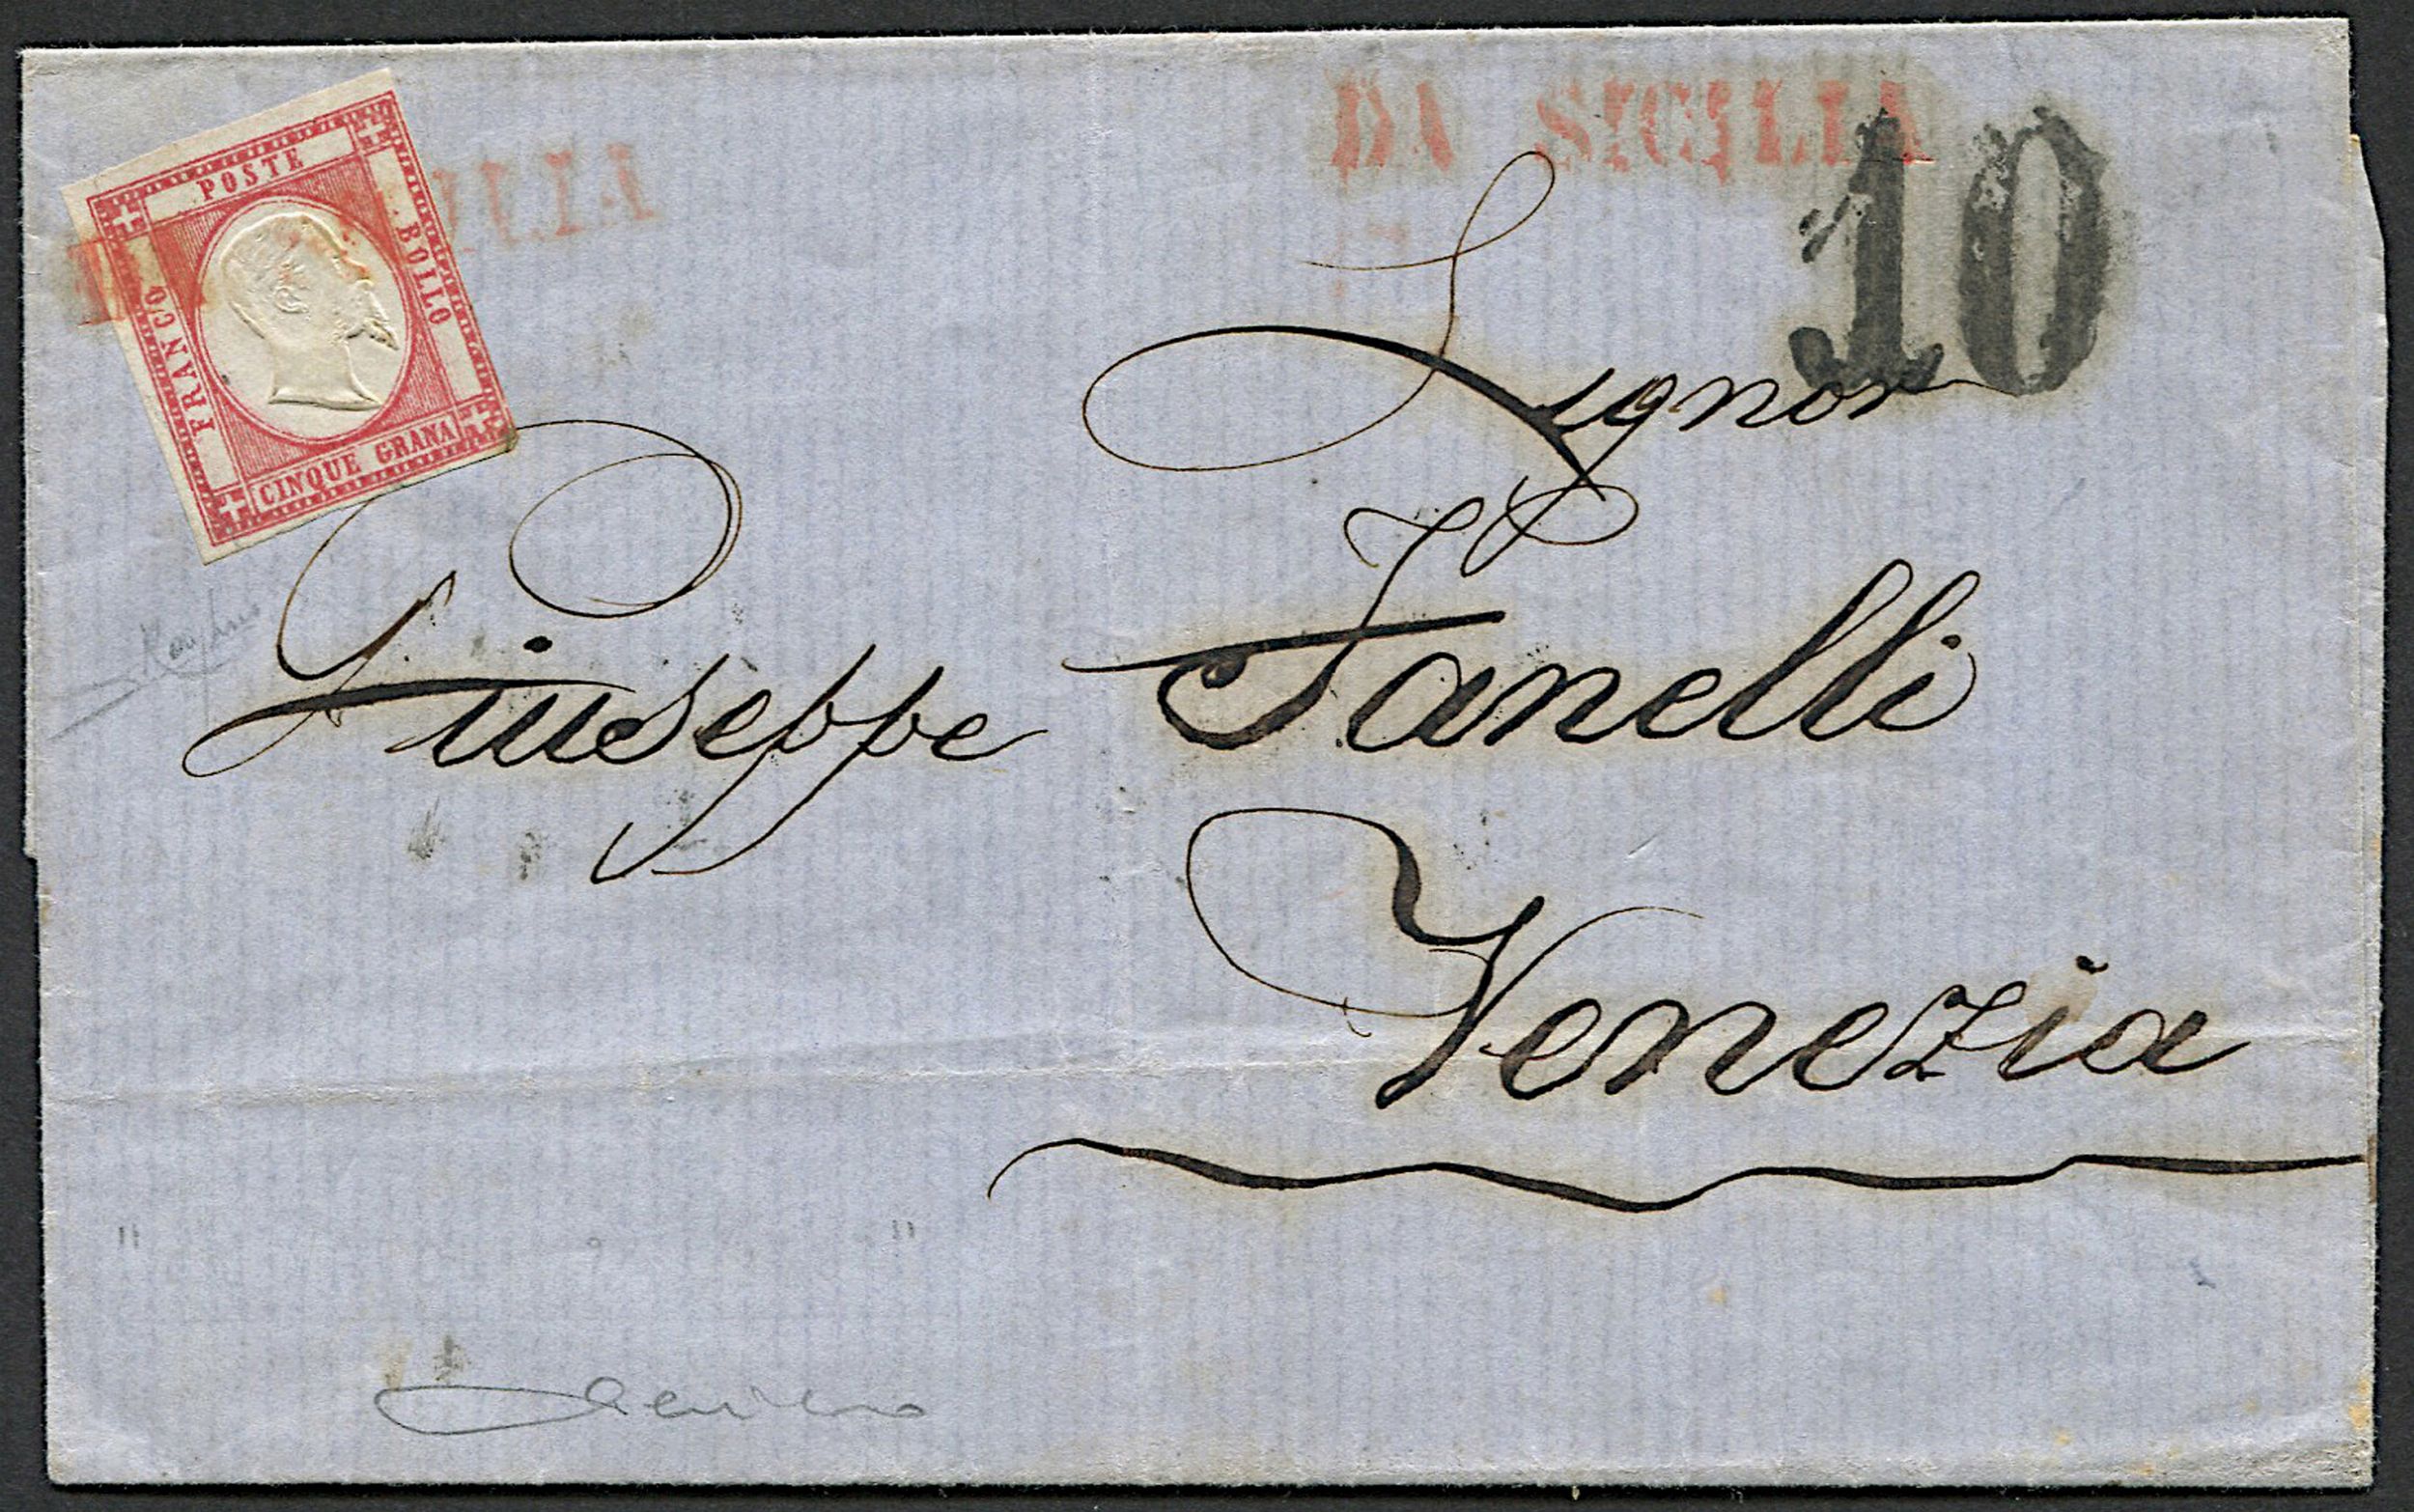 POSTE
FRANCO
BOLLO
CINQUE GRANA
DA SICILIA
10
Signor
Giuseppe Fanelli
Venezia